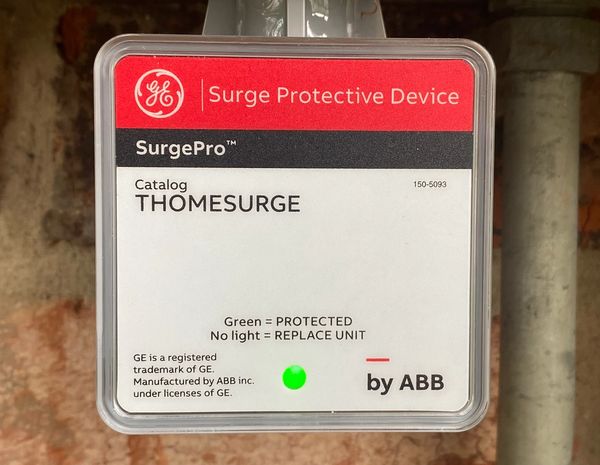 GE | Surge Protective Device
SurgePro™
Catalog
150-5093
THOMESURGE
Green = PROTECTED
No light = REPLACE UNIT
GE is a registered
trademark of GE.
Manufactured by ABB inc.
under licenses of GE.
by ABB